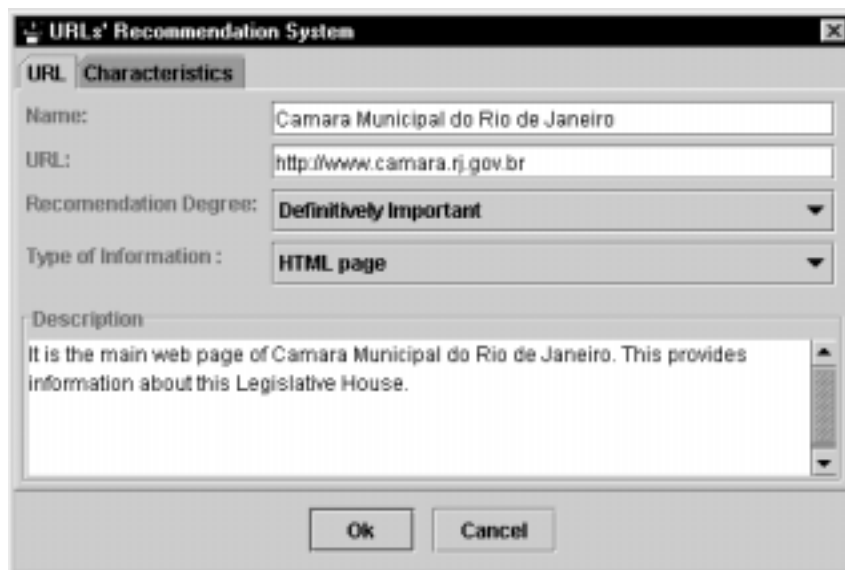 URLs' Recommendation System
URL Characteristics
Name: Camara Municipal do Rio de Janeiro
URL: http://www.camara.rj.gov.br
Recomendation Degree: Definitively Important
Type of Information : HTML page
Description
It is the main web page of Camara Municipal do Rio de Janeiro. This provides
information about this Legislative House.
Ok Cancel